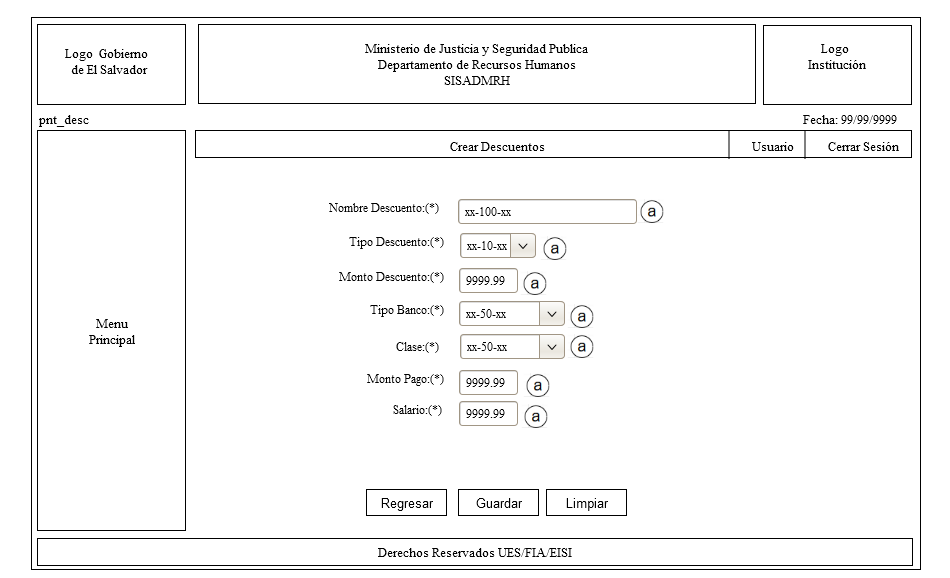 Logo Gobierno
de El Salvador
Ministerio de Justicia y Seguridad Publica
Departamento de Recursos Humanos
SISADMRH
Logo
Institución
pnt_desc
Fecha: 99/99/9999
Crear Descuentos
Usuario
Cerrar Sesión
Menu
Principal
Nombre Descuento:(*)
xx-100-xx
a
Tipo Descuento:(*)
xx-10-xx
a
Monto Descuento:(*)
9999.99
a
Tipo Banco:(*)
xx-50-xx
a
Clase:(*)
xx-50-xx
a
Monto Pago:(*)
9999.99
a
Salario:(*)
9999.99
a
Regresar
Guardar
Limpiar
Derechos Reservados UES/FIA/EISI